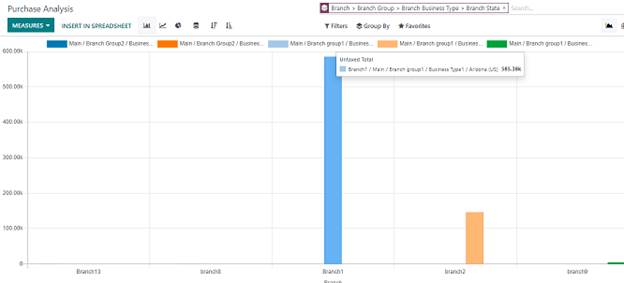 Purchase Analysis
Branch > Branch Group > Branch Business Type > Branch State × Search...
MEASURES INSERT IN SPREADSHEET
Filters Group By Favorites
Main / Branch Group2 / Busines... Main / Branch Group2 / Busines... Main / Branch group1 / Busines... Main / Branch group1 / Busines... Main / Branch group1 / Busines...
600.00k
Untaxed Total
Branch1 / Main / Branch group1 / Business Type1 / Arizona (US)
500.00k
400.00k
300.00k
200.00k
100.00k
0
Branch13 branch8 Branch1 branch2 branch9
Branch